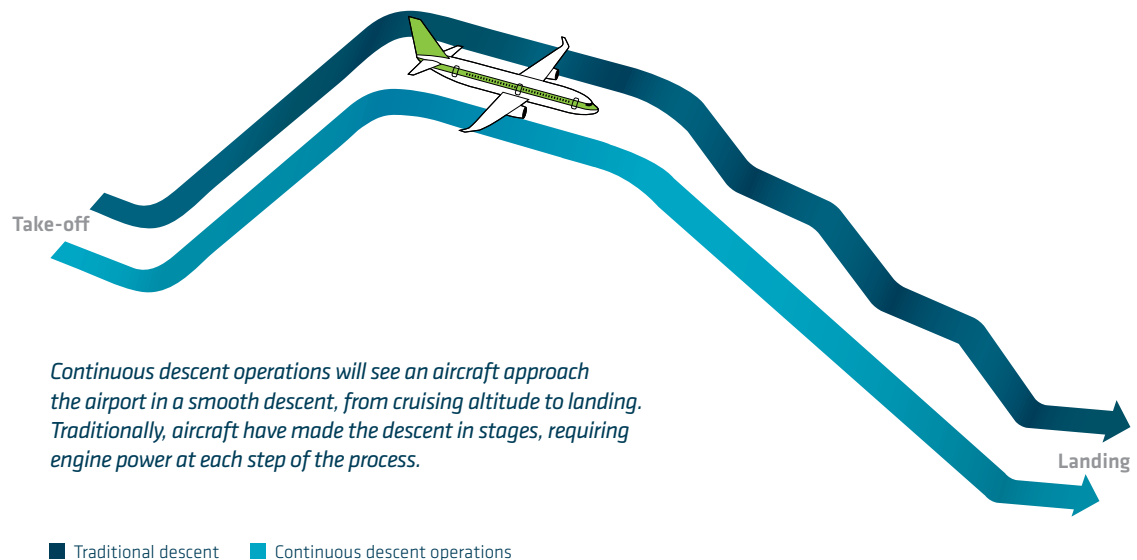 Take-off
Continuous descent operations will see an aircraft approach
the airport in a smooth descent, from cruising altitude to landing.
Traditionally, aircraft have made the descent in stages, requiring
engine power at each step of the process.
Landing
Traditional descent
Continuous descent operations